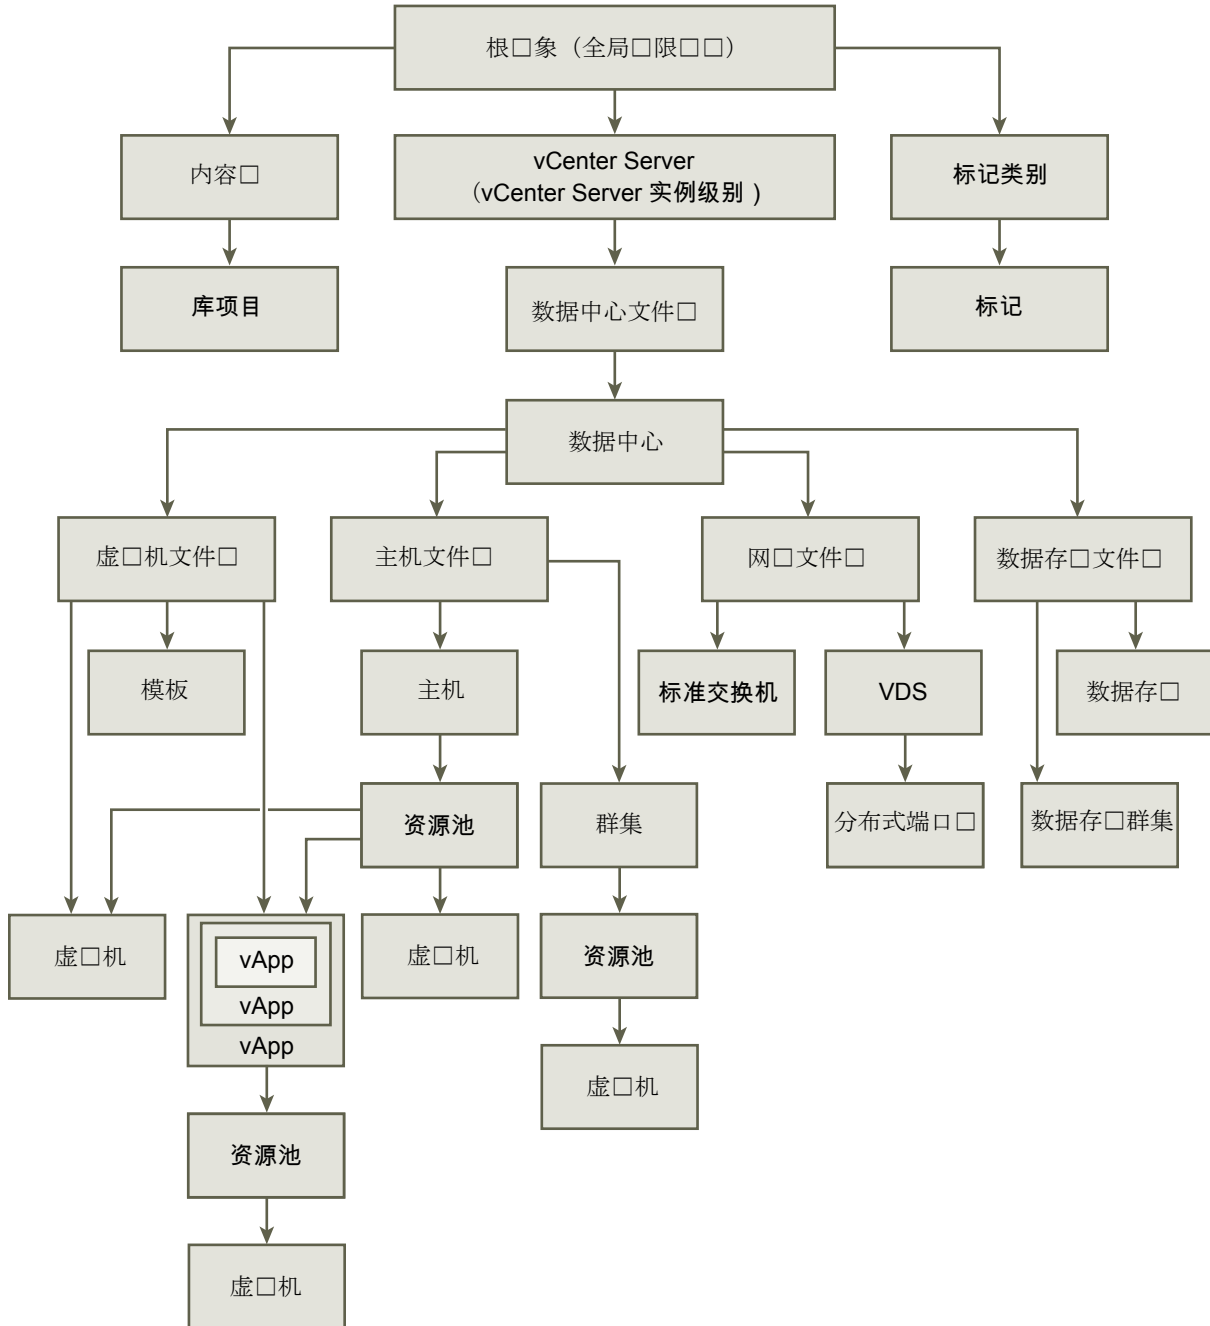 根□象（全局□限□□）
内容□
vCenter Server
（vCenter Server 实例级别 )
标记类别
库项目
数据中心文件□
标记
数据中心
虚□机文件□
主机文件□
网□文件□
数据存□文件□
模板
主机
标准交换机
VDS
数据存□
资源池
群集
分布式端口□
数据存□群集
虚□机
vApp
vApp
vApp
虚□机
资源池
虚□机
资源池
虚□机